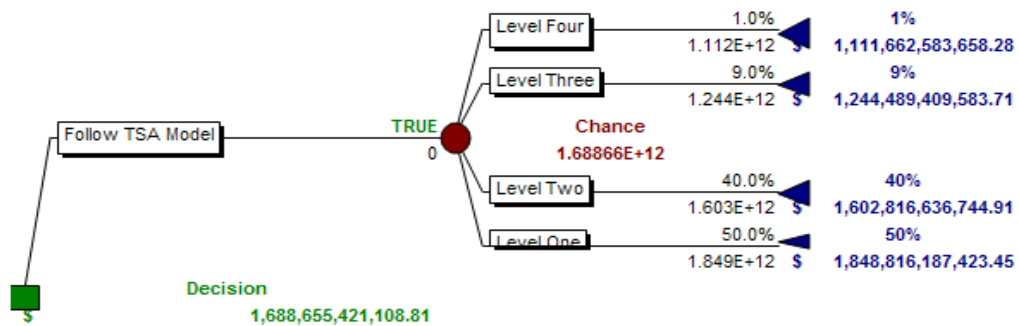 Level Four 1.0% 1%
1.112E+12 $ 1,111,662,583,658.28
Level Three 9.0% 9%
1.244E+12 $ 1,244,489,409,583.71
Follow TSA Model TRUE Chance
0 1.68866E+12
Level Two 40.0% 40%
1.603E+12 $ 1,602,816,636,744.91
Level One 50.0% 50%
1.849E+12 $ 1,848,816,187,423.45
Decision
$ 1,688,655,421,108.81